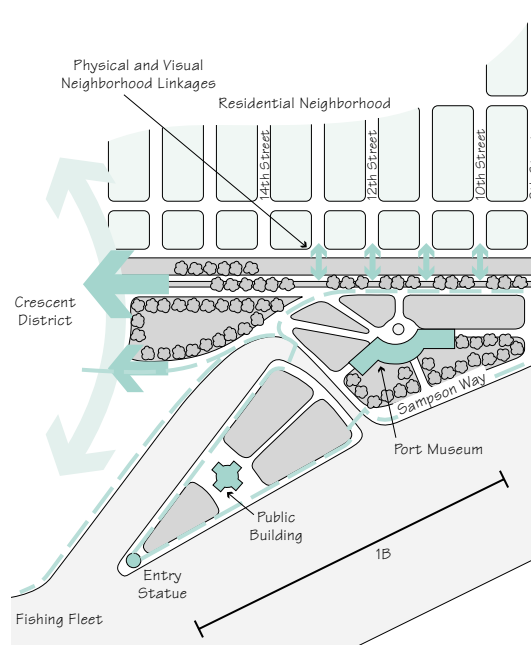 Physical and Visual
Neighborhood Linkages
Residential Neighborhood
14th Street
12th Street
10th Street
Crescent
District
Sampson Way
Port Museum
Public
Building
1B
Entry
Statue
Fishing Fleet